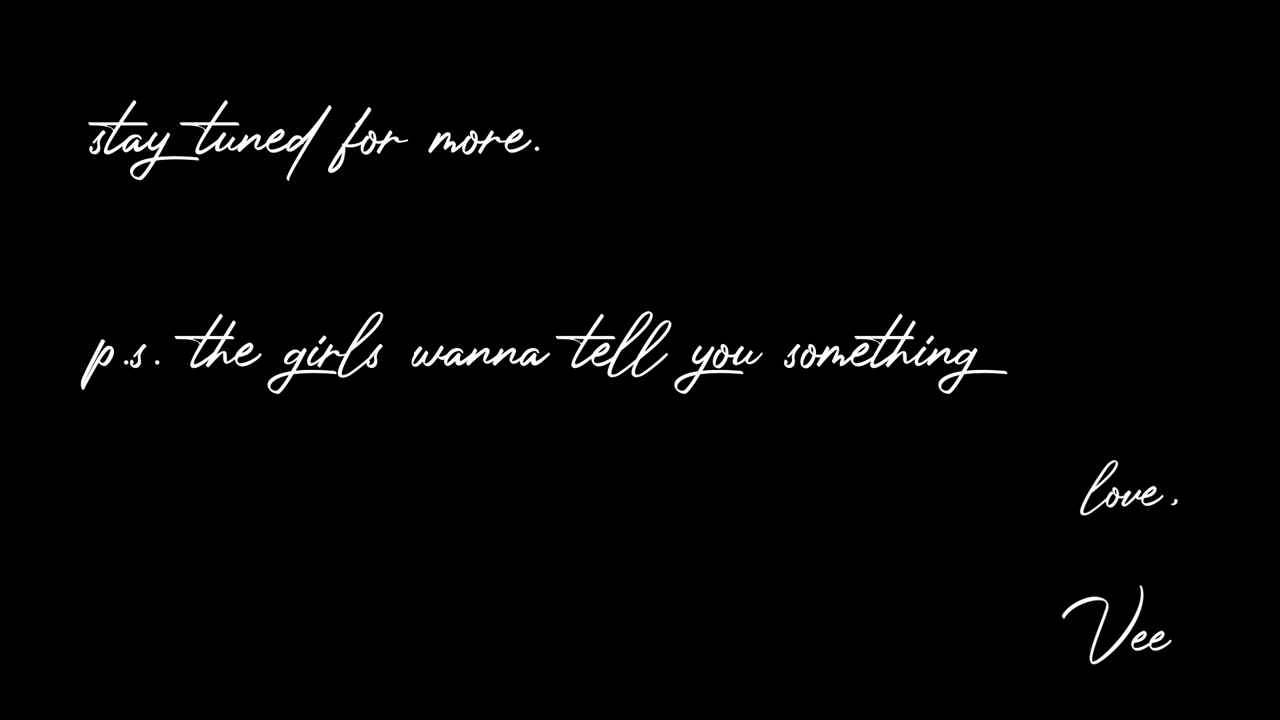 stay tuned for more.
p.s. the girls wanna tell you something
love,
Vee